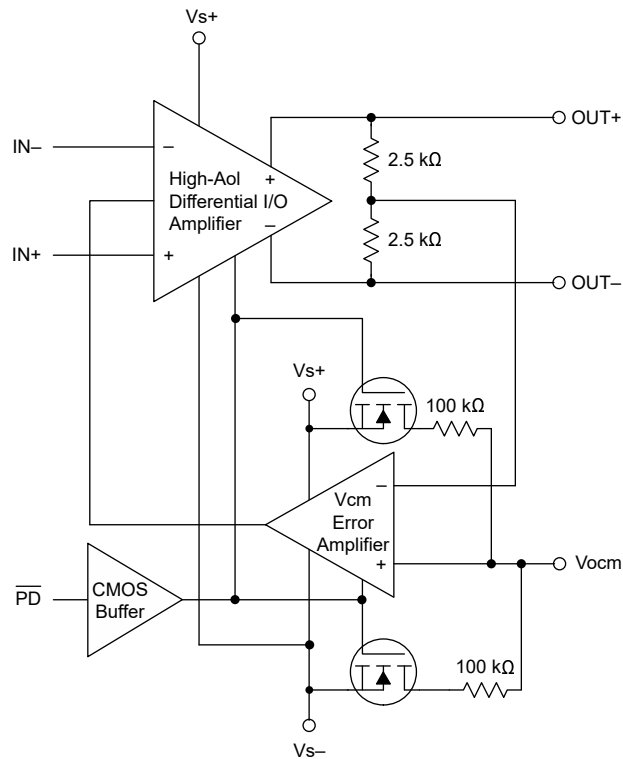 Vs+
IN–
–
High-Aol
Differential I/O
Amplifier
+
–
IN+
+
OUT+
2.5 kΩ
2.5 kΩ
OUT–
Vs+
100 kΩ
Vcm
Error
Amplifier
–
+
Vocm
PD
CMOS
Buffer
100 kΩ
Vs–